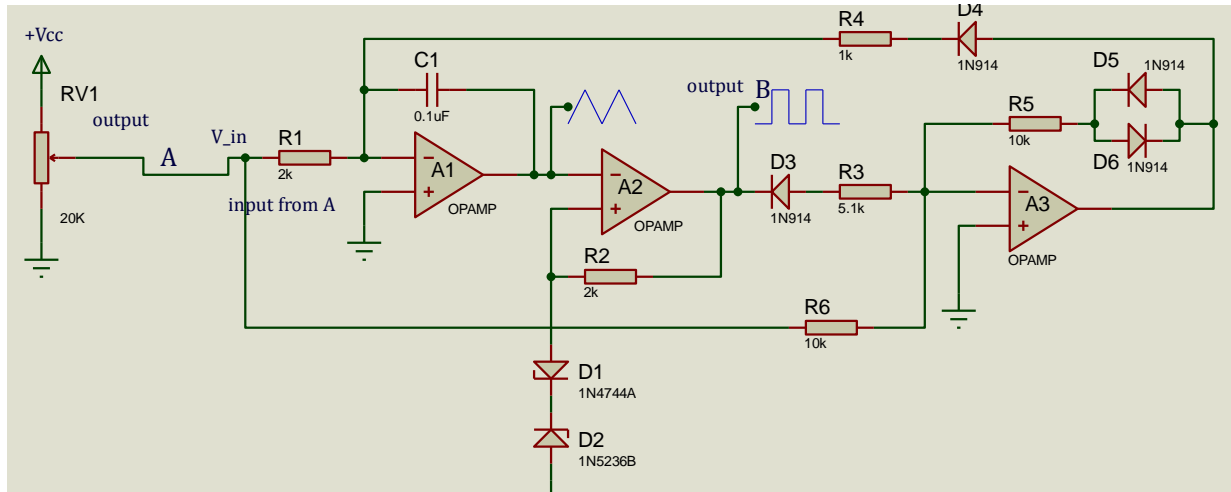 +Vcc
RV1
20K
output
A
V_in
R1
2k
input from A
C1
0.1uF
A1
OPAMP
A2
OPAMP
R2
2k
D1
1N4744A
D2
1N5236B
output
B
D3
1N914
R3
5.1k
R4
1k
D4
1N914
R5
10k
D5
1N914
D6
1N914
A3
OPAMP
R6
10k